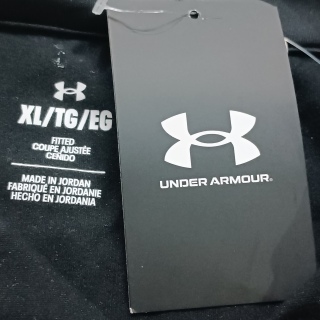 XL/TG/EG
FITTED
COUPE AJUSTÉE
CEÑIDO
MADE IN JORDAN
FABRIQUÉ EN JORDANIE
HECHO EN JORDANIA
UNDER ARMOUR.